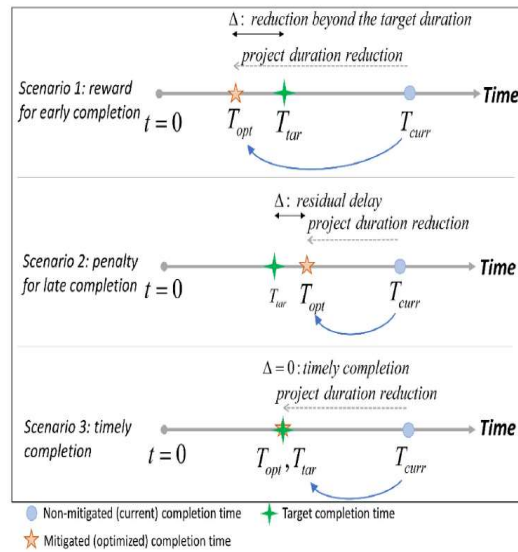 Δ: reduction beyond the target duration
project duration reduction
Scenario 1: reward
for early completion
Time
t = 0
T_opt
T_tar
T_curr
Δ: residual delay
project duration reduction
Scenario 2: penalty
for late completion
Time
t = 0
T_tar
T_opt
T_curr
Δ = 0: timely completion
project duration reduction
Scenario 3: timely
completion
Time
t = 0
T_opt, T_tar
T_curr
Non-mitigated (current) completion time
Target completion time
Mitigated (optimized) completion time